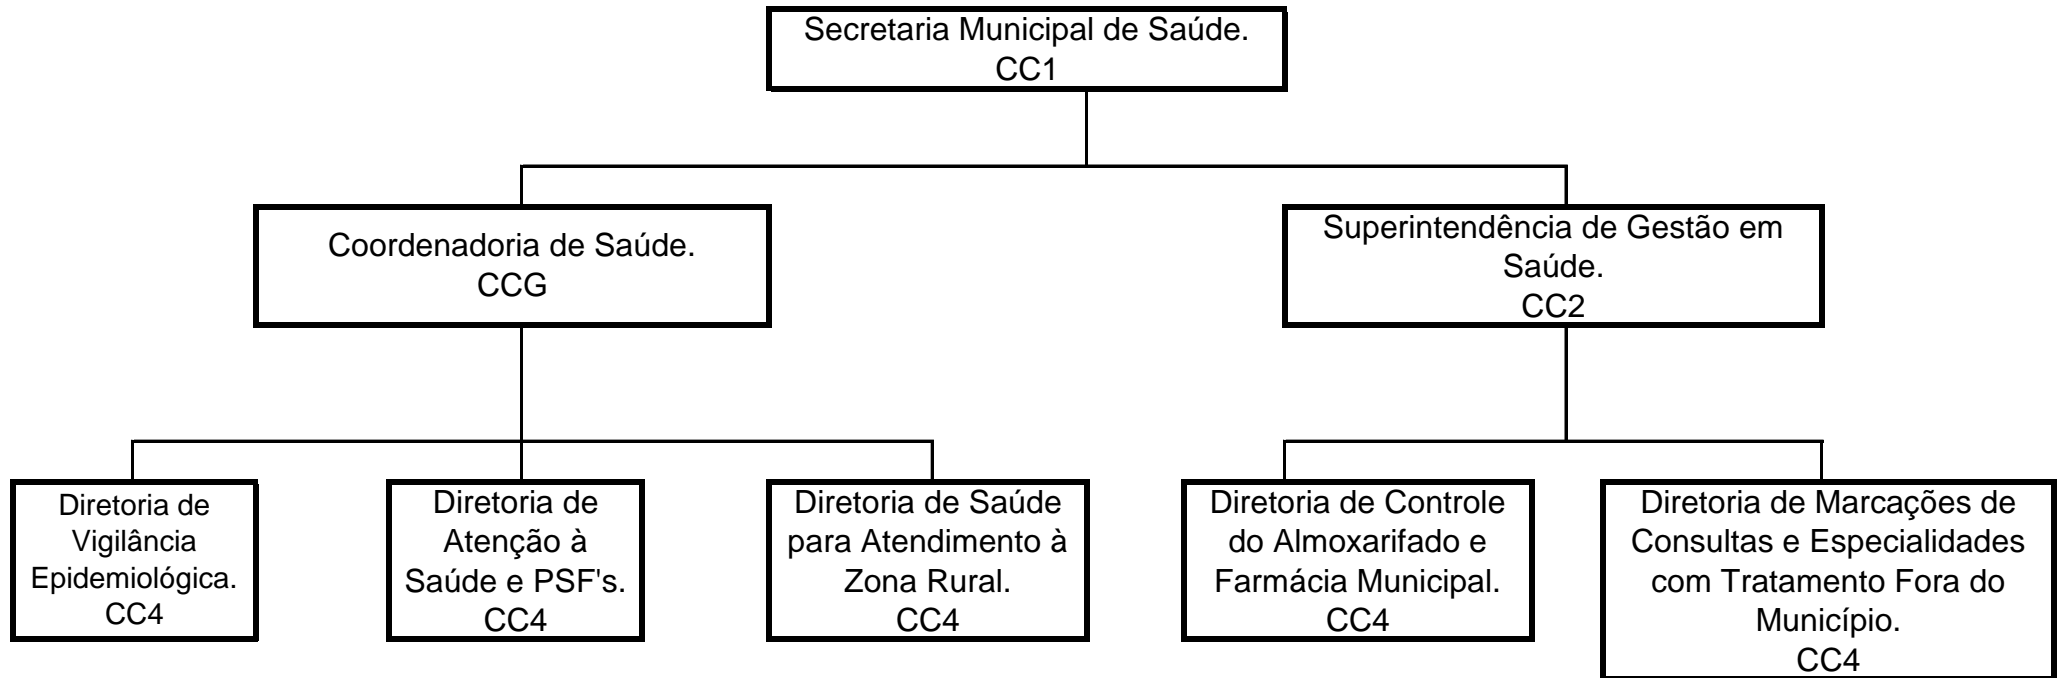 Secretaria Municipal de Saúde.
CC1
Coordenadoria de Saúde.
CCG
Superintendência de Gestão em
Saúde.
CC2
Diretoria de
Vigilância
Epidemiológica.
CC4
Diretoria de
Atenção à
Saúde e PSF's.
CC4
Diretoria de Saúde
para Atendimento à
Zona Rural.
CC4
Diretoria de Controle
do Almoxarifado e
Farmácia Municipal.
CC4
Diretoria de Marcações de
Consultas e Especialidades
com Tratamento Fora do
Município.
CC4